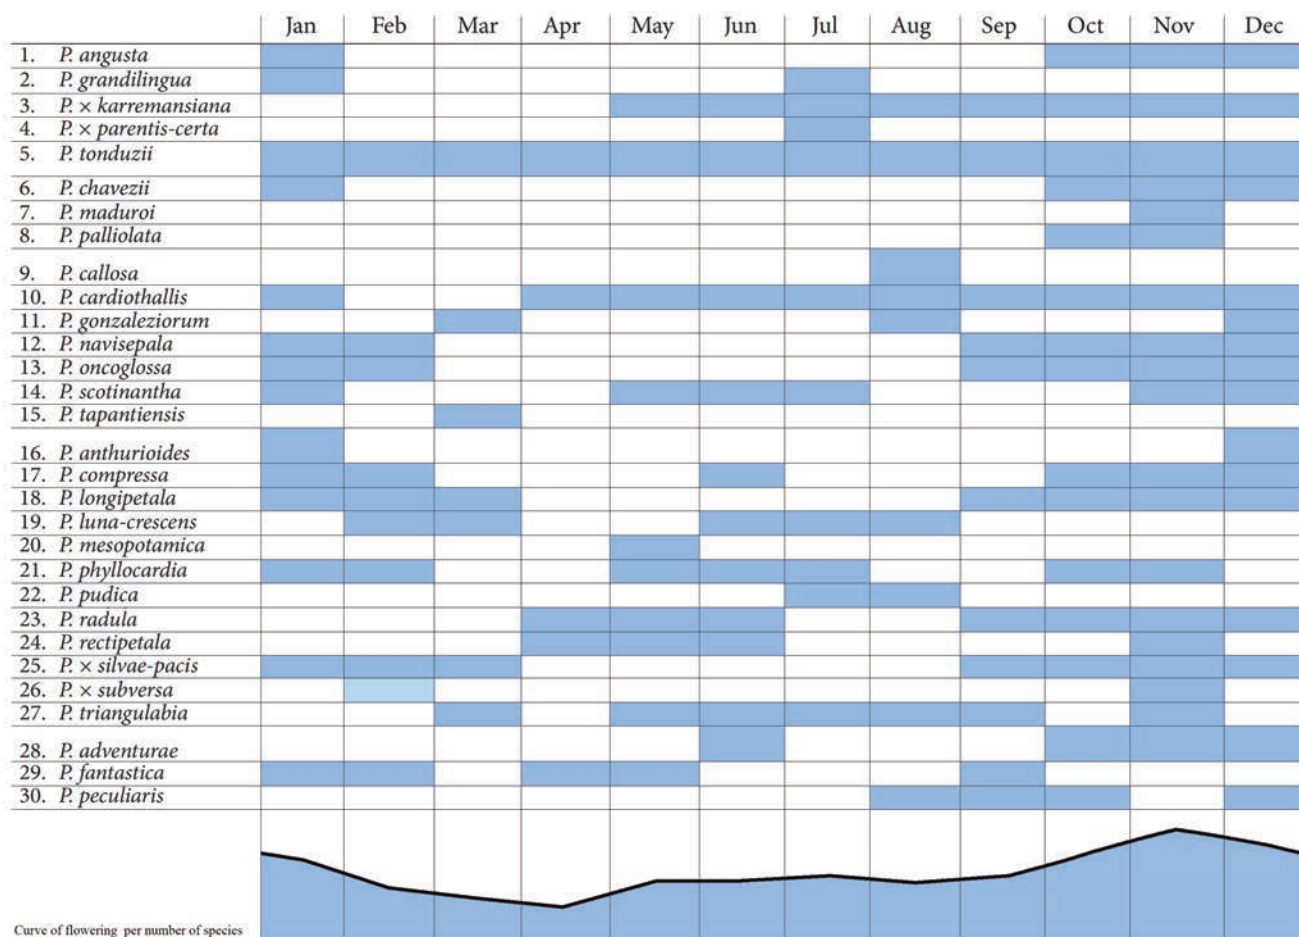 Jan Feb Mar Apr May Jun Jul Aug Sep Oct Nov Dec
1. P. angusta
2. P. grandilingua
3. P. × karremansiana
4. P. × parentis-certa
5. P. tonduzii
6. P. chavezii
7. P. maduroi
8. P. palliolata
9. P. callosa
10. P. cardiothallis
11. P. gonzaleziorum
12. P. navisepala
13. P. oncoglossa
14. P. scotinantha
15. P. tapantiensis
16. P. anthurioides
17. P. compressa
18. P. longipetala
19. P. luna-crescens
20. P. mesopotamica
21. P. phyllocardia
22. P. pudica
23. P. radula
24. P. rectipetala
25. P. × silvae-pacis
26. P. × subversa
27. P. triangulabia
28. P. adventurae
29. P. fantastica
30. P. peculiaris
Curve of flowering per number of species